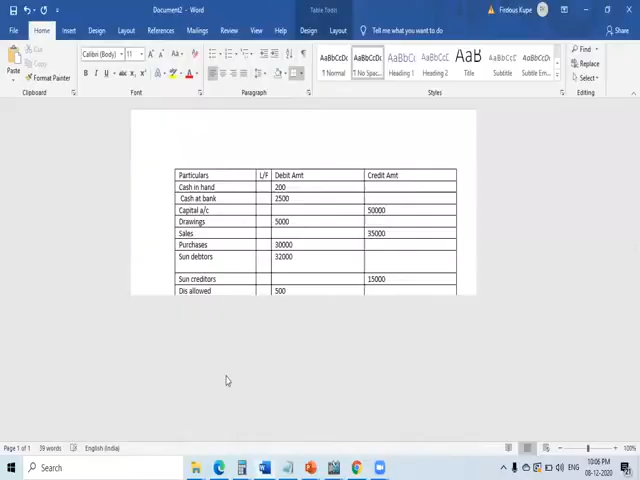 Document2 - Word
Table Tools
Firdous Kupe
File
Home
Insert
Design
Layout
References
Mailings
Review
View
Help
Design
Layout
Tell me what you want to do
Share
Paste
Cut
Copy
Format Painter
Clipboard
Calibri (Body)
11
Font
Paragraph
AaBbCcDc
¶ Normal
AaBbCcDc
¶ No Spac...
AaBbCc
Heading 1
AaBbCcD
Heading 2
AaB
Title
AaBbCcC
Subtitle
AaBbCcD
Subtle Em...
Styles
Find
Replace
Select
Editing
Particulars L/F Debit Amt Credit Amt
Cash in hand 200
Cash at bank 2500
Capital a/c 50000
Drawings 5000
Sales 35000
Purchases 30000
Sun debtors 32000
Sun creditors 15000
Dis allowed 500
Page 1 of 1
39 words
English (India)
100%
Search
ENG
10:06 PM
08-12-2020